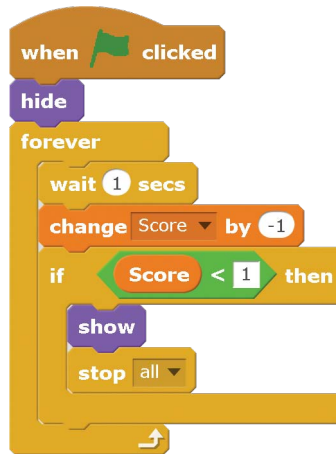 when clicked
hide
forever
wait 1 secs
change Score by -1
if Score < 1 then
show
stop all